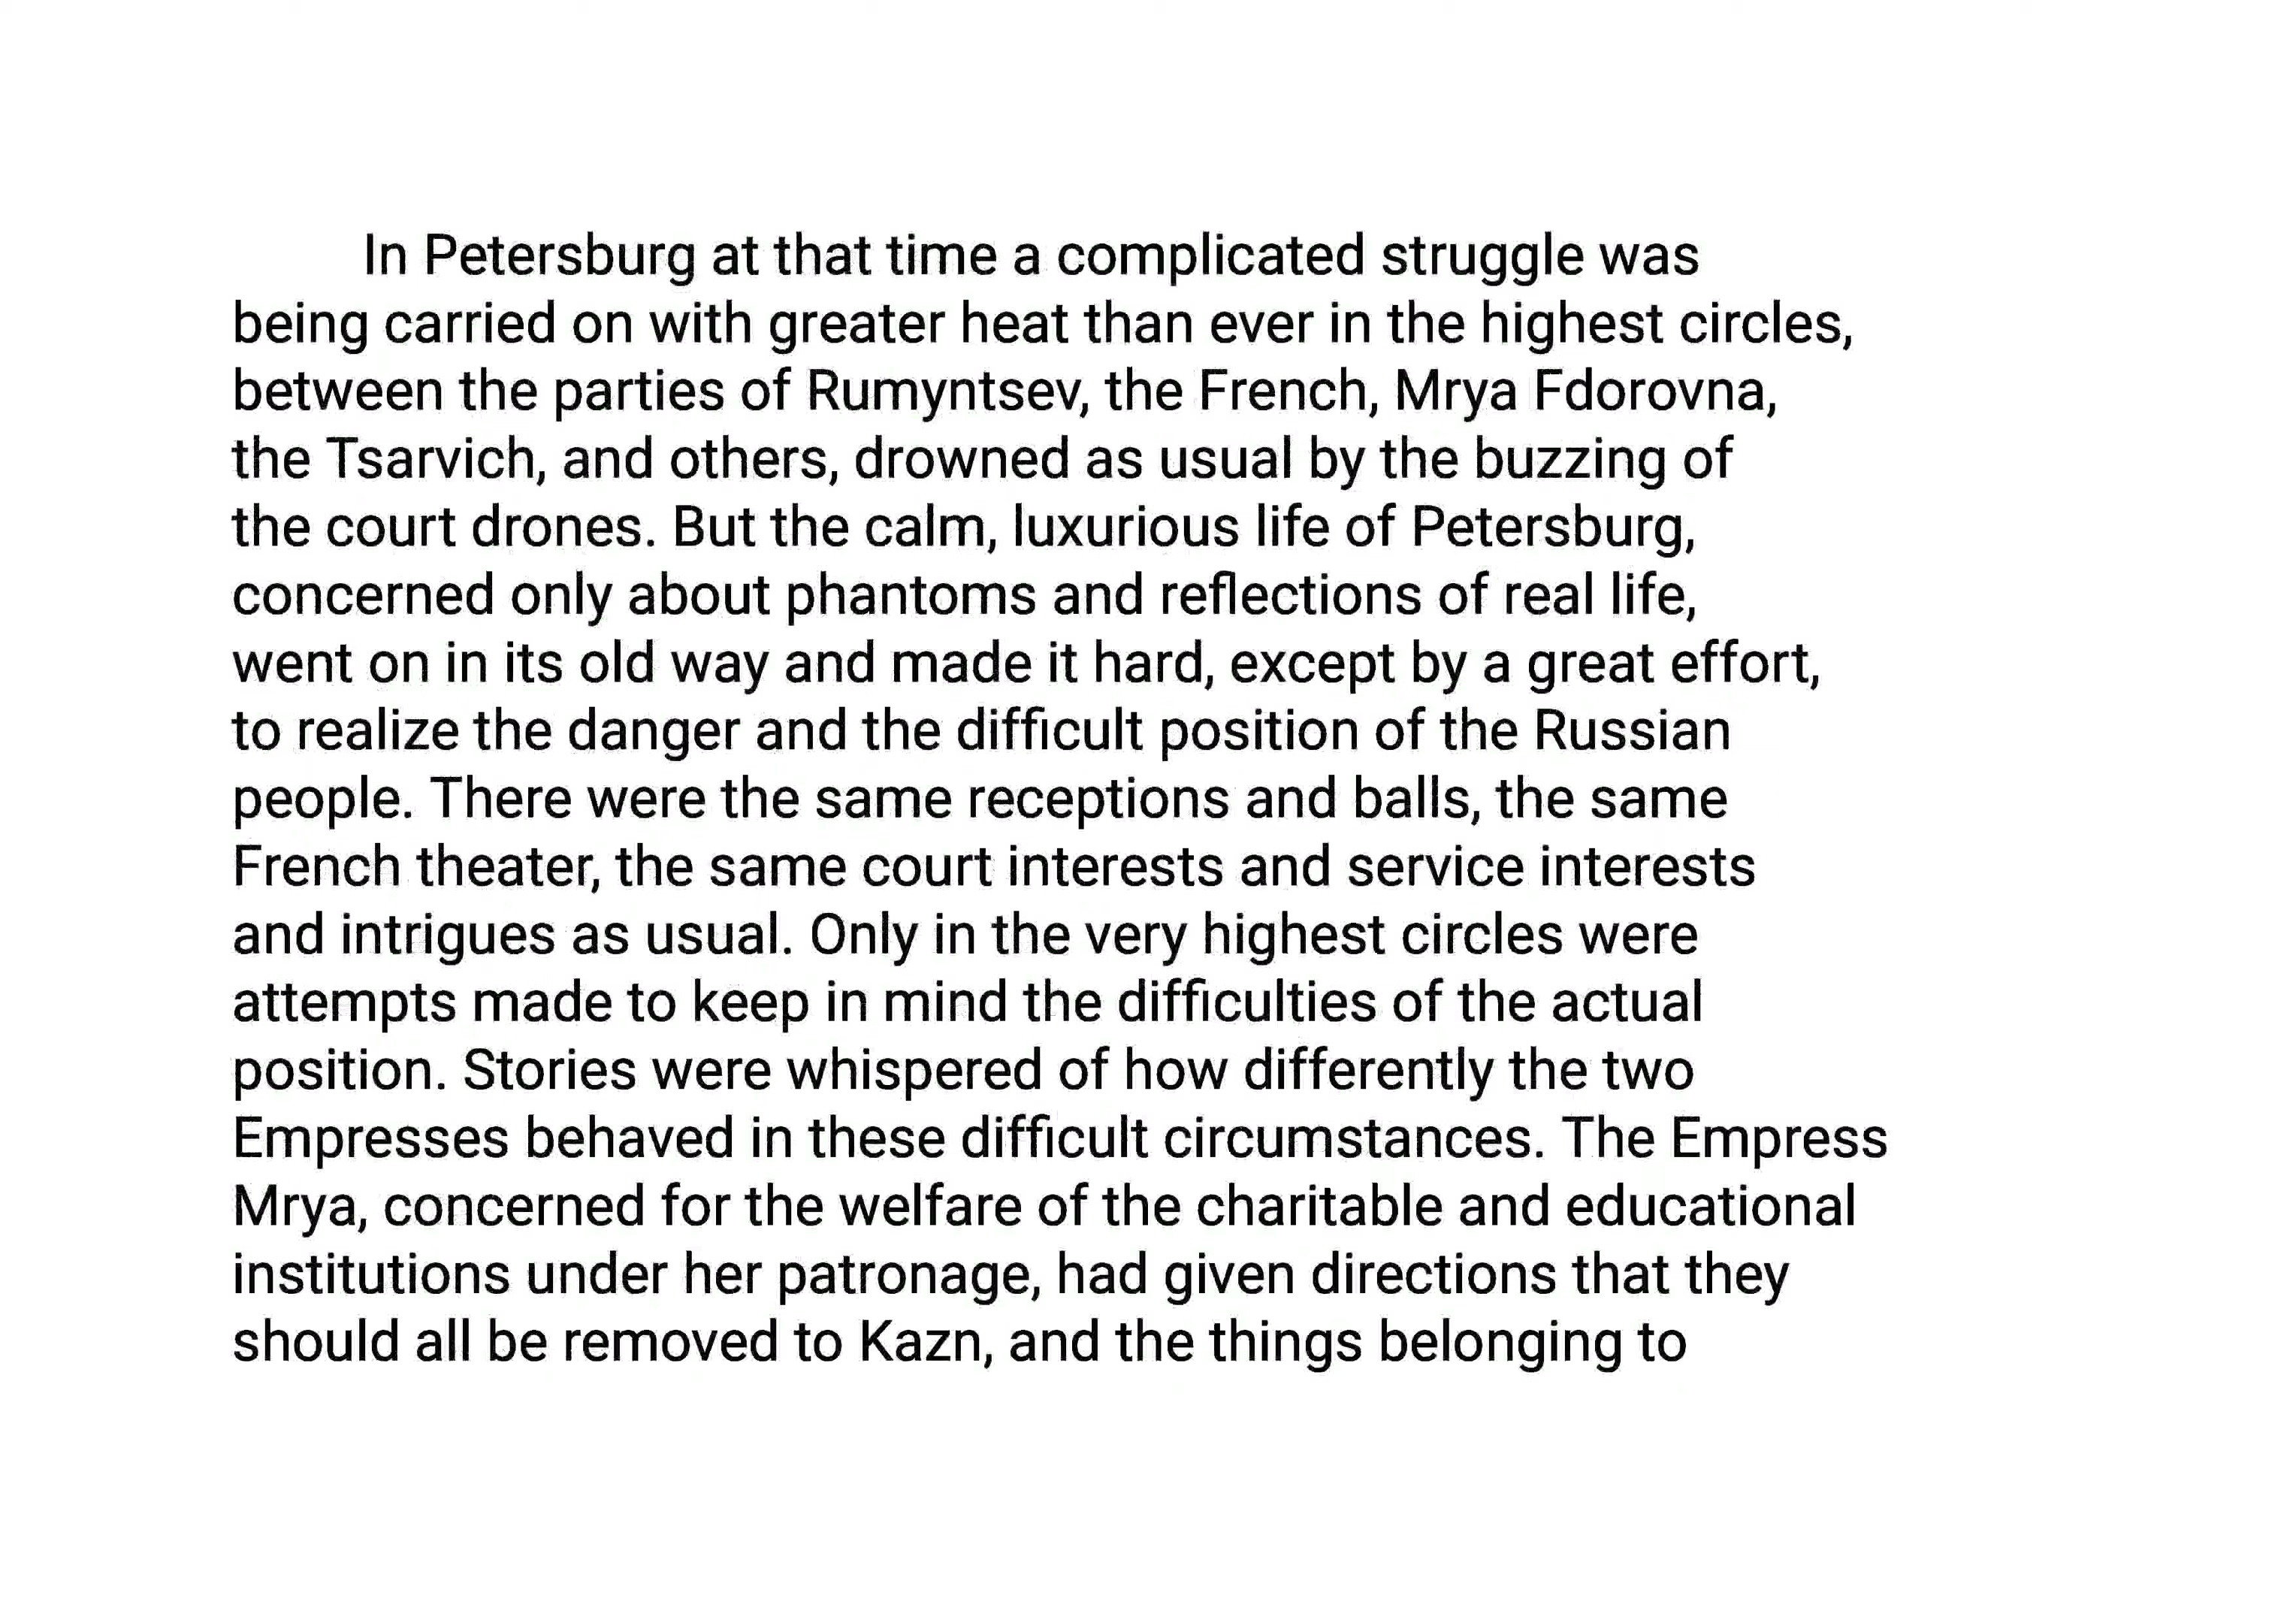 In Petersburg at that time a complicated struggle was
being carried on with greater heat than ever in the highest circles,
between the parties of Rumyntsev, the French, Mrya Fdorovna,
the Tsarvich, and others, drowned as usual by the buzzing of
the court drones. But the calm, luxurious life of Petersburg,
concerned only about phantoms and reflections of real life,
went on in its old way and made it hard, except by a great effort,
to realize the danger and the difficult position of the Russian
people. There were the same receptions and balls, the same
French theater, the same court interests and service interests
and intrigues as usual. Only in the very highest circles were
attempts made to keep in mind the difficulties of the actual
position. Stories were whispered of how differently the two
Empresses behaved in these difficult circumstances. The Empress
Mrya, concerned for the welfare of the charitable and educational
institutions under her patronage, had given directions that they
should all be removed to Kazn, and the things belonging to